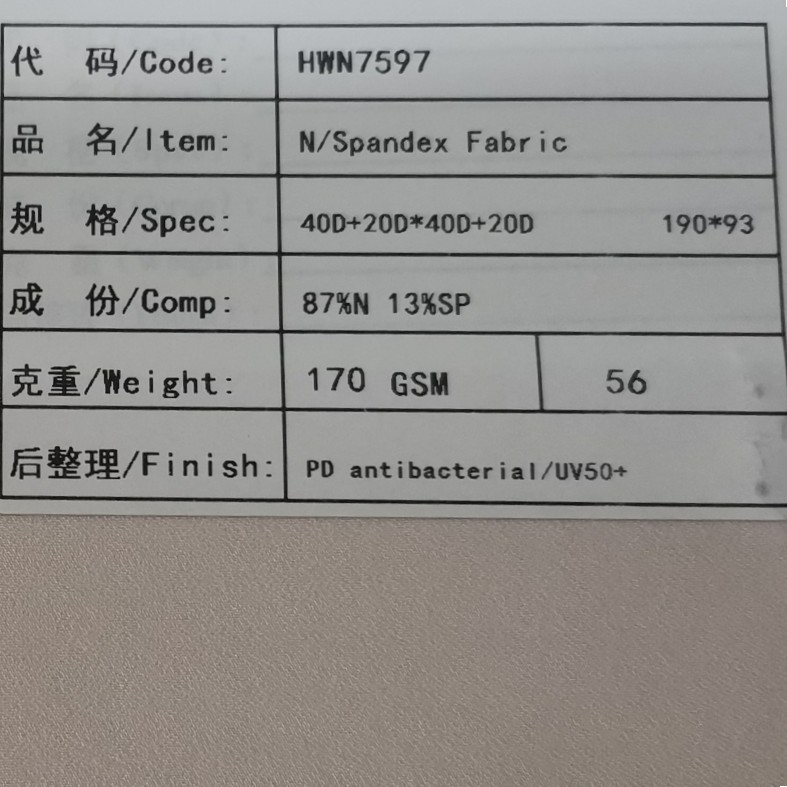 代 码/Code: HWN7597
品 名/Item: N/Spandex Fabric
规 格/Spec: 40D+20D*40D+20D 190*93
成 份/Comp: 87%N 13%SP
克重/Weight: 170 GSM 56
后整理/Finish: PD antibacterial/UV50+